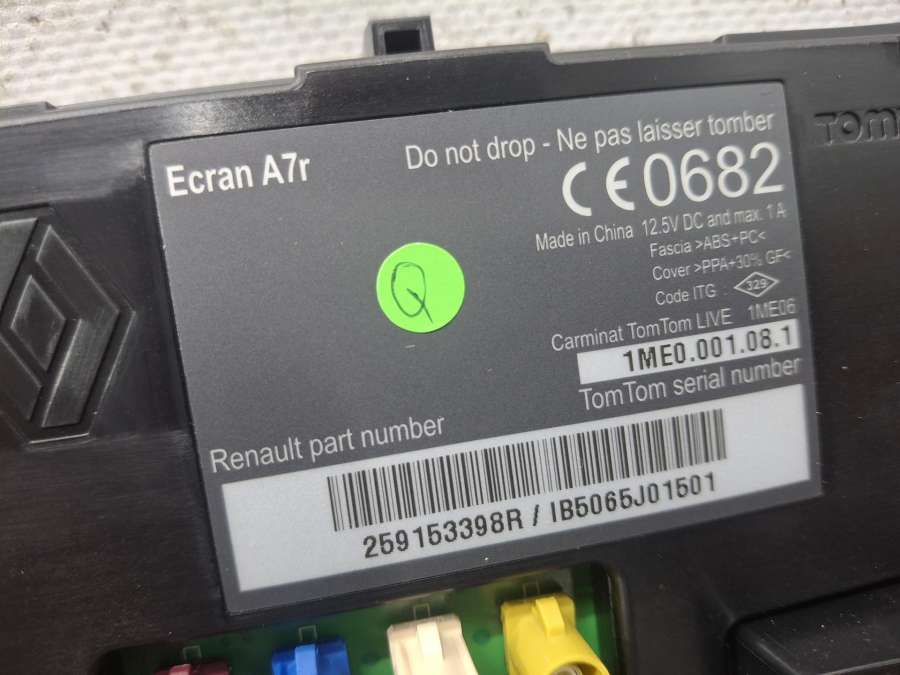 Ecran A7r
Do not drop - Ne pas laisser tomber
CE 0682
Made in China 12.5V DC and max. 1 A
Fascia >ABS+PC<
Cover >PPA+30% GF<
Code ITG 329
Carminat TomTom LIVE 1ME06
1ME0.001.08.1
TomTom serial number
Renault part number
259153398R / IB5065J01501
Q